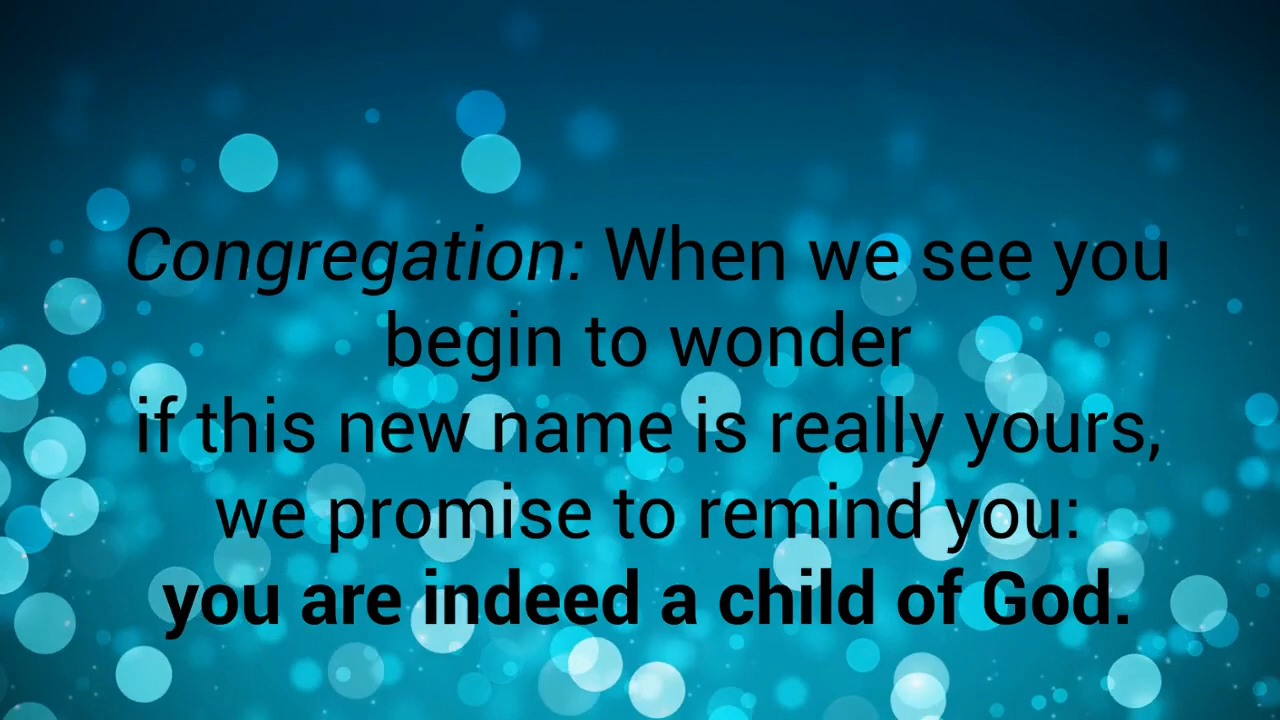 Congregation: When we see you
begin to wonder
if this new name is really yours,
we promise to remind you:
you are indeed a child of God.